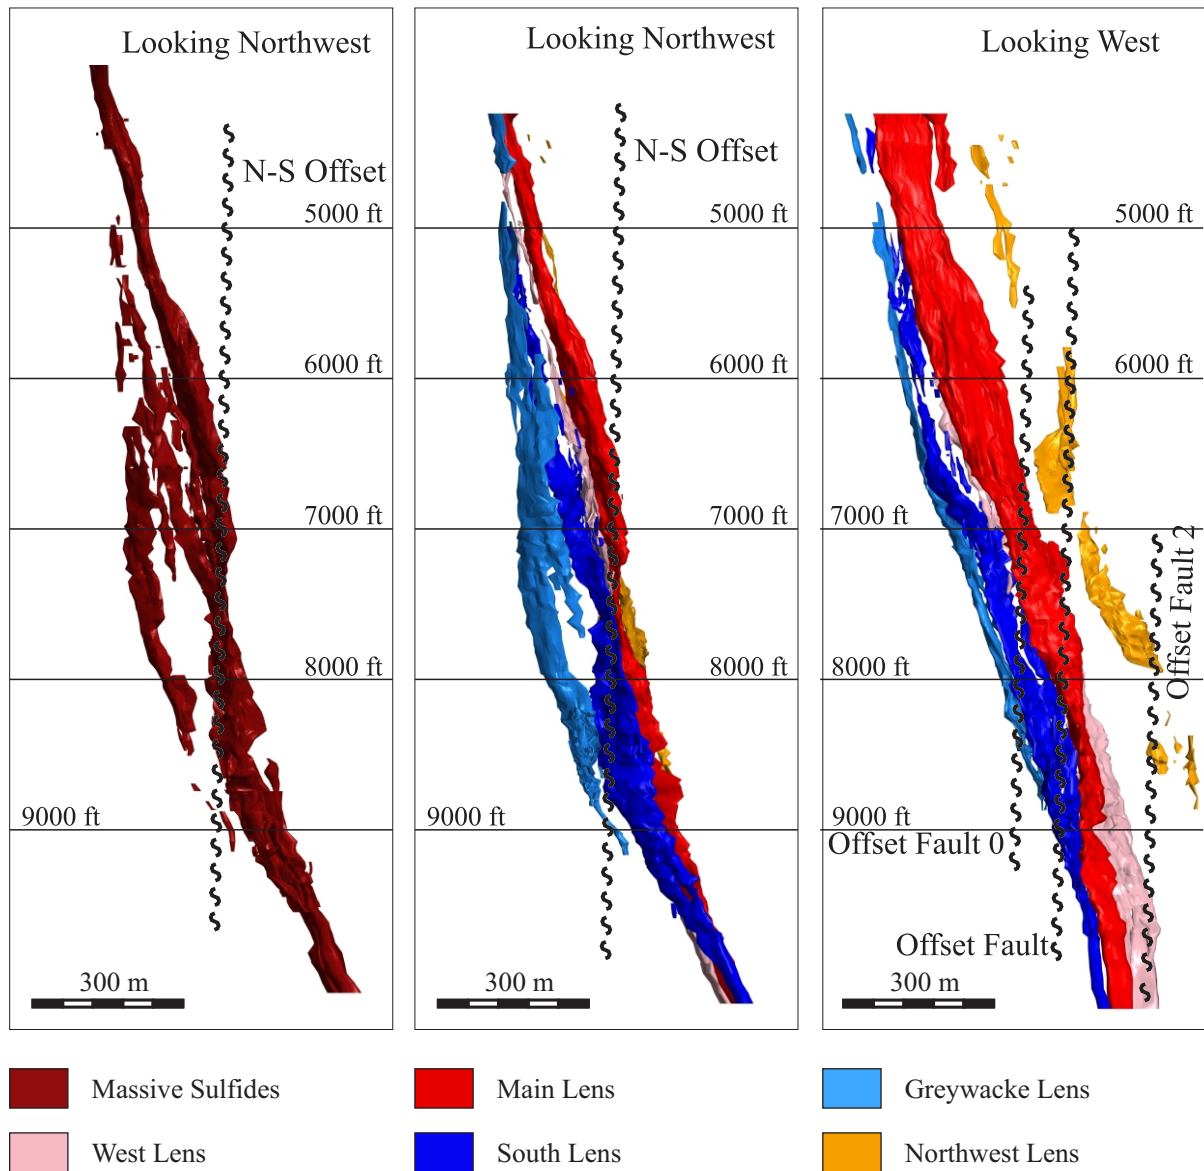 Looking Northwest
N-S Offset
5000 ft
6000 ft
7000 ft
8000 ft
9000 ft
300 m
Looking Northwest
N-S Offset
5000 ft
6000 ft
7000 ft
8000 ft
9000 ft
300 m
Looking West
5000 ft
6000 ft
7000 ft
Offset Fault 2
8000 ft
9000 ft
Offset Fault 0
Offset Fault
300 m
Massive Sulfides
Main Lens
Greywacke Lens
West Lens
South Lens
Northwest Lens